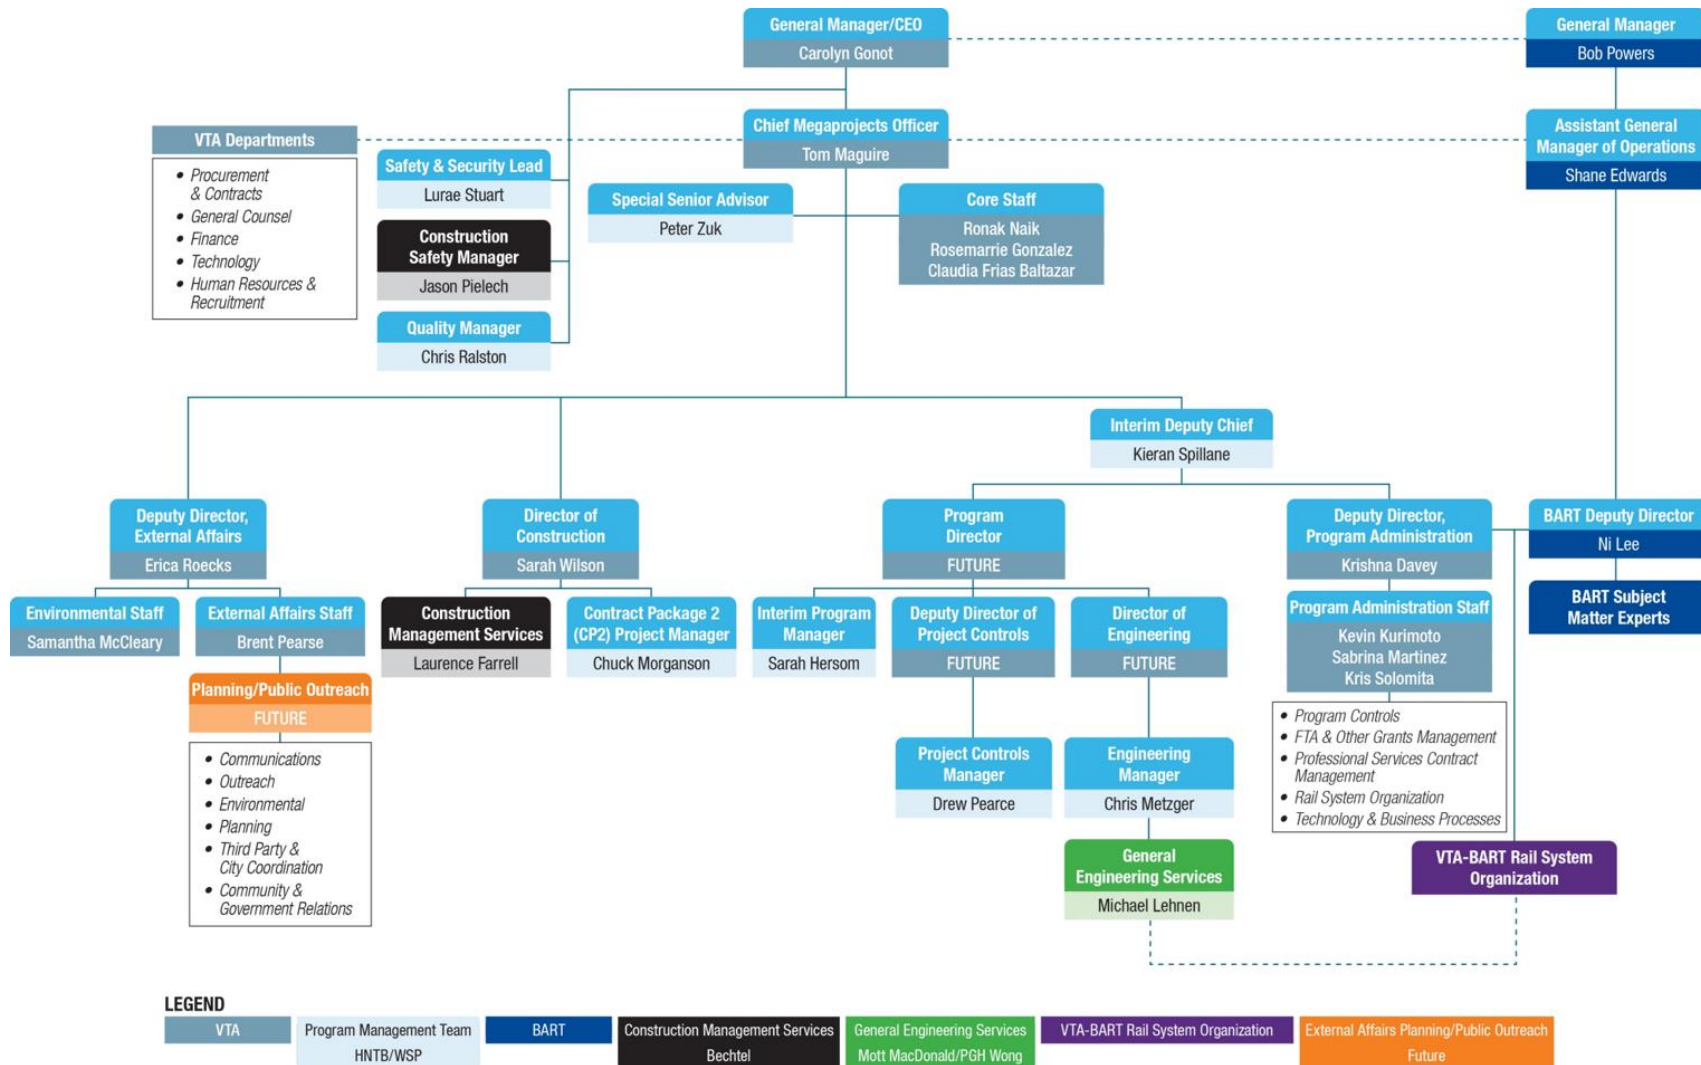 General Manager/CEO
Carolyn Gonot
General Manager
Bob Powers
VTA Departments
• Procurement
& Contracts
• General Counsel
• Finance
• Technology
• Human Resources &
Recruitment
Chief Megaprojects Officer
Tom Maguire
Assistant General
Manager of Operations
Shane Edwards
Safety & Security Lead
Lurae Stuart
Construction
Safety Manager
Jason Pielech
Quality Manager
Chris Ralston
Special Senior Advisor
Peter Zuk
Core Staff
Ronak Naik
Rosemarrie Gonzalez
Claudia Frias Baltazar
Interim Deputy Chief
Kieran Spillane
Deputy Director,
External Affairs
Erica Roecks
Director of
Construction
Sarah Wilson
Program
Director
FUTURE
Deputy Director,
Program Administration
Krishna Davey
BART Deputy Director
Ni Lee
Environmental Staff
Samantha McCleary
External Affairs Staff
Brent Pearse
Planning/Public Outreach
FUTURE
• Communications
• Outreach
• Environmental
• Planning
• Third Party &
City Coordination
• Community &
Government Relations
Construction
Management Services
Laurence Farrell
Contract Package 2
(CP2) Project Manager
Chuck Morganson
Interim Program
Manager
Sarah Hersom
Deputy Director of
Project Controls
FUTURE
Director of
Engineering
FUTURE
Project Controls
Manager
Drew Pearce
Engineering
Manager
Chris Metzger
General
Engineering Services
Michael Lehnen
Program Administration Staff
Kevin Kurimoto
Sabrina Martinez
Kris Solomita
• Program Controls
• FTA & Other Grants Management
• Professional Services Contract
Management
• Rail System Organization
• Technology & Business Processes
BART Subject
Matter Experts
VTA-BART Rail System
Organization
LEGEND
VTA
Program Management Team
HNTB/WSP
BART
Construction Management Services
Bechtel
General Engineering Services
Mott MacDonald/PGH Wong
VTA-BART Rail System Organization
External Affairs Planning/Public Outreach
Future